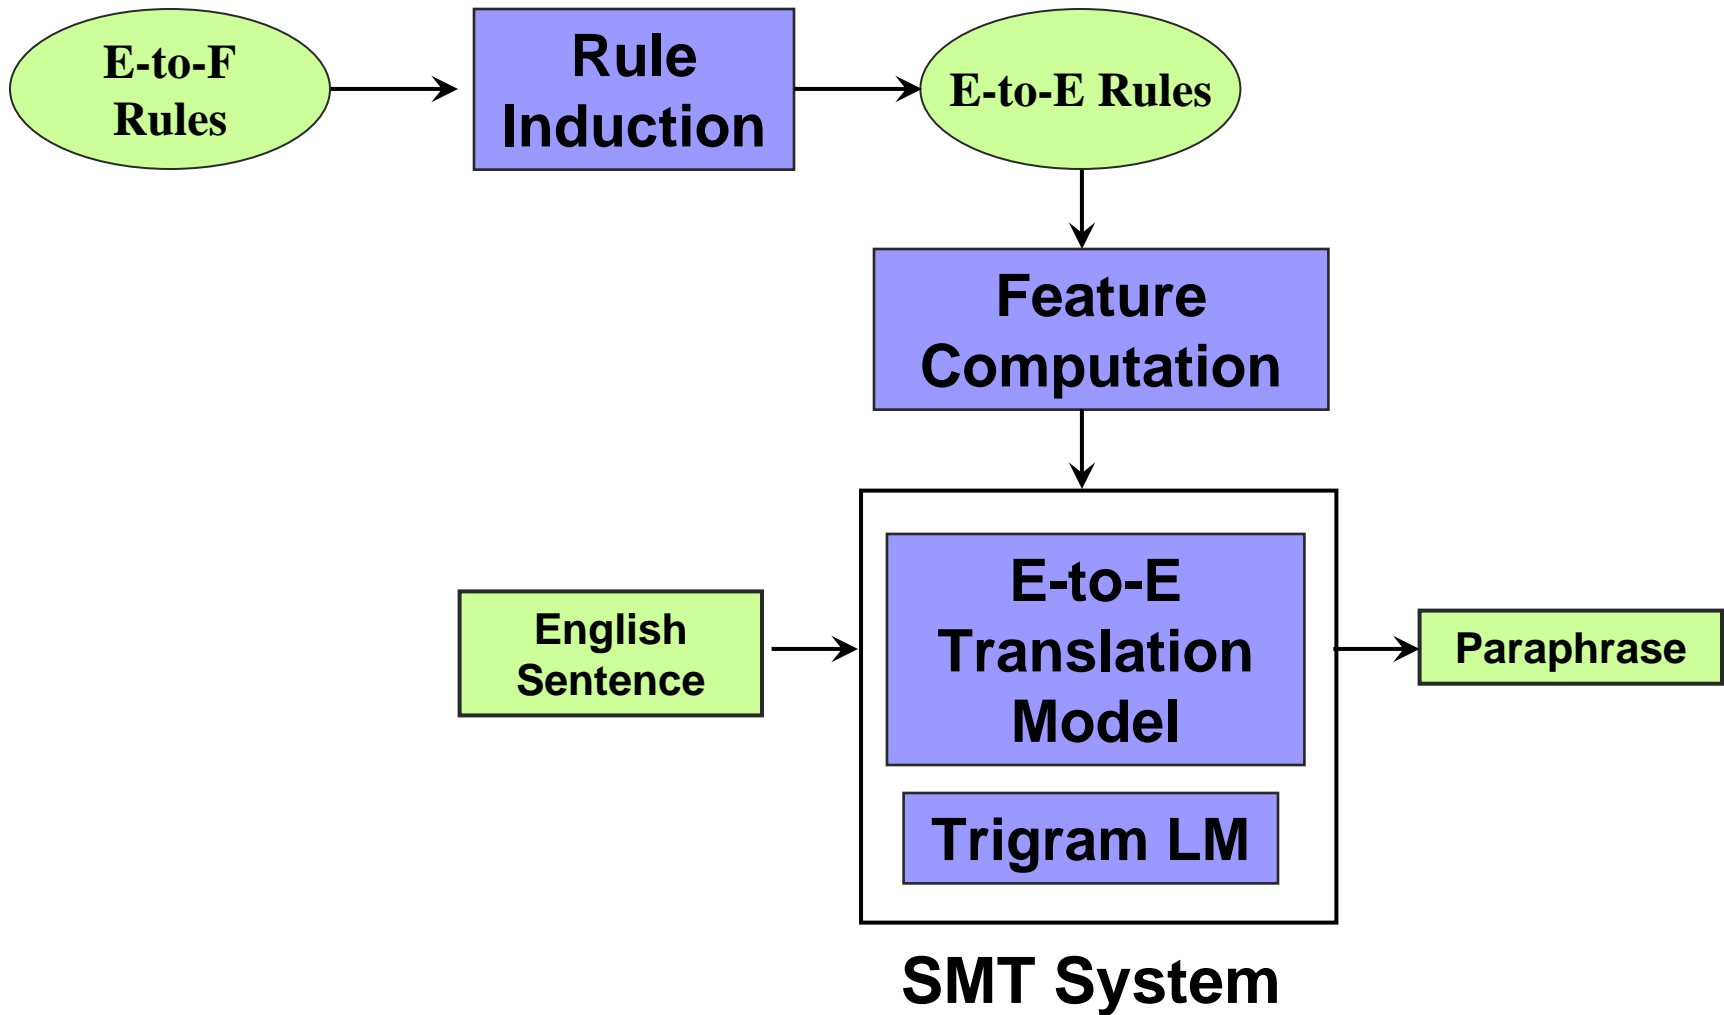 E-to-F
Rules
Rule
Induction
E-to-E Rules
Feature
Computation
English
Sentence
E-to-E
Translation
Model
Trigram LM
Paraphrase
SMT System